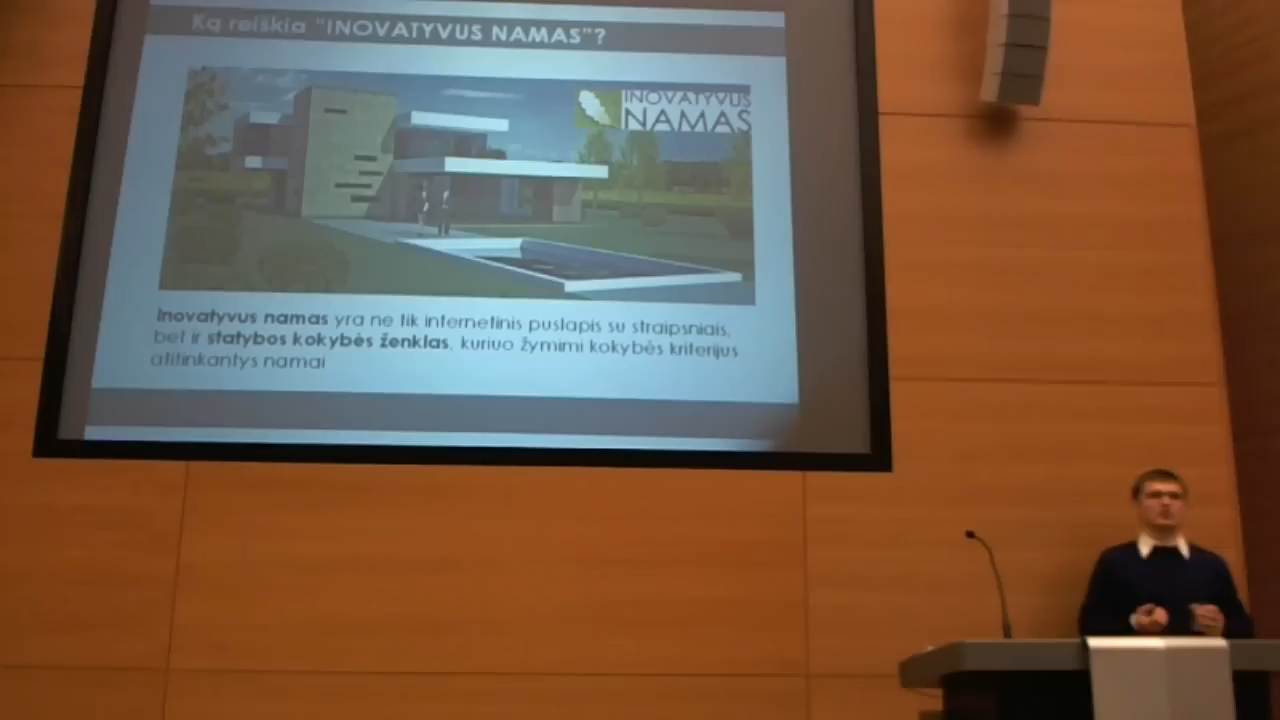 Ką reiškia "INOVATYVUS NAMAS"?
INOVATYVUS
NAMAS
Inovatyvus namas yra ne tik internetinis puslapis su straipsniais,
bet ir statybos kokybės ženklas, kuriuo žymimi kokybės kriterijus
atitinkantys namai